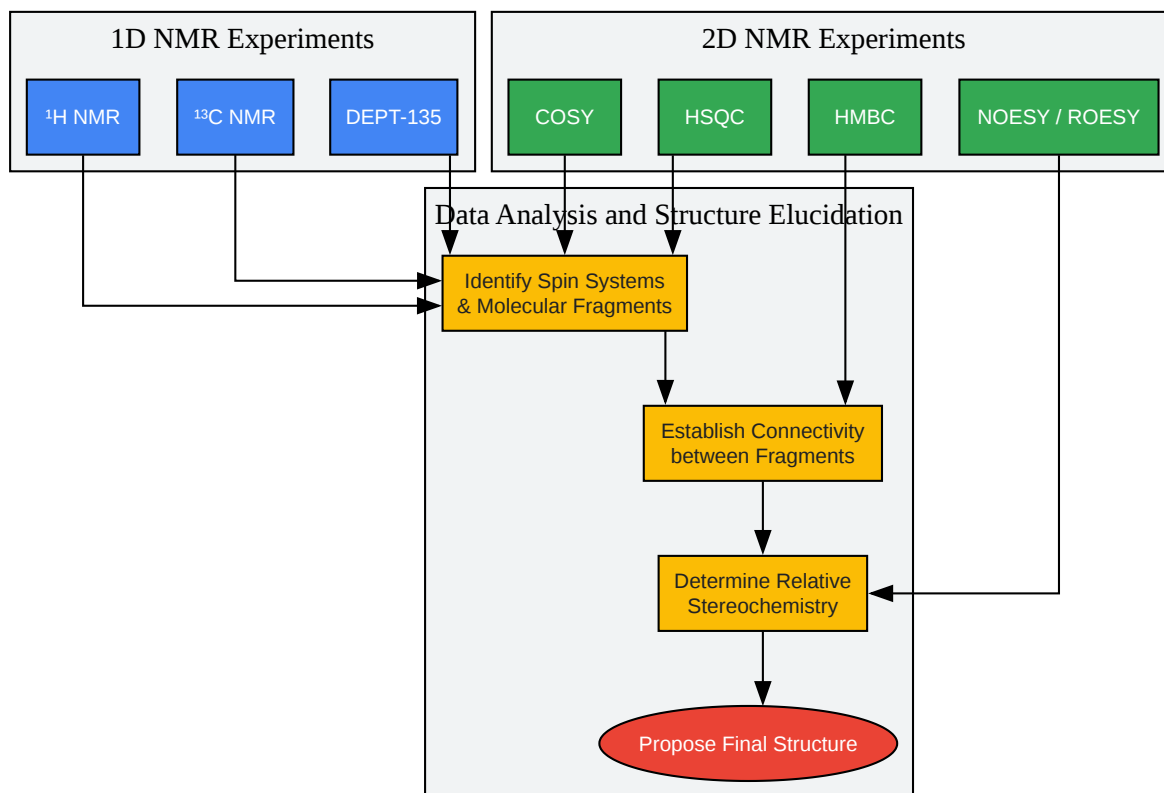 1D NMR Experiments
2D NMR Experiments
¹H NMR
¹³C NMR
DEPT-135
COSY
HSQC
HMBC
NOESY / ROESY
Data Analysis and Structure Elucidation
Identify Spin Systems
& Molecular Fragments
Establish Connectivity
between Fragments
Determine Relative
Stereochemistry
Propose Final Structure